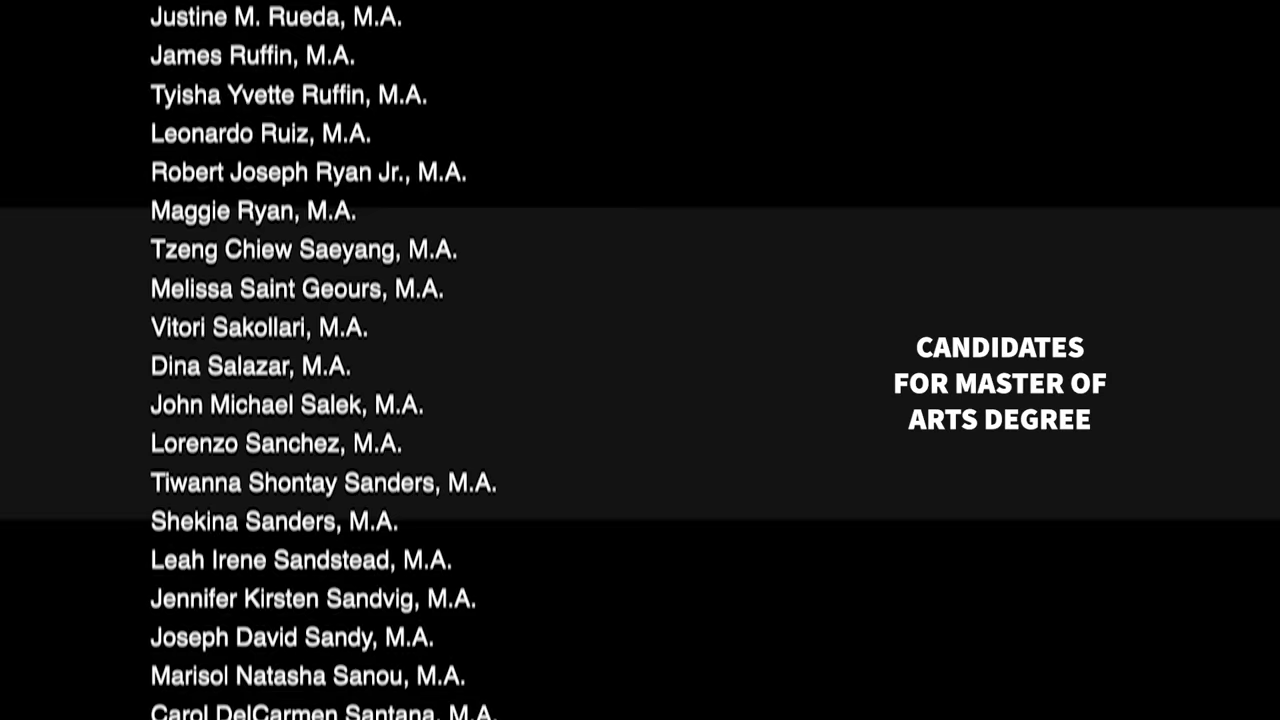 Justine M. Rueda, M.A.
James Ruffin, M.A.
Tyisha Yvette Ruffin, M.A.
Leonardo Ruiz, M.A.
Robert Joseph Ryan Jr., M.A.
Maggie Ryan, M.A.
Tzeng Chiew Saeyang, M.A.
Melissa Saint Geours, M.A.
Vitori Sakollari, M.A.
Dina Salazar, M.A.
John Michael Salek, M.A.
Lorenzo Sanchez, M.A.
Tiwanna Shontay Sanders, M.A.
Shekina Sanders, M.A.
Leah Irene Sandstead, M.A.
Jennifer Kirsten Sandvig, M.A.
Joseph David Sandy, M.A.
Marisol Natasha Sanou, M.A.
Carol DelCarmen Santana, M.A.
CANDIDATES
FOR MASTER OF
ARTS DEGREE